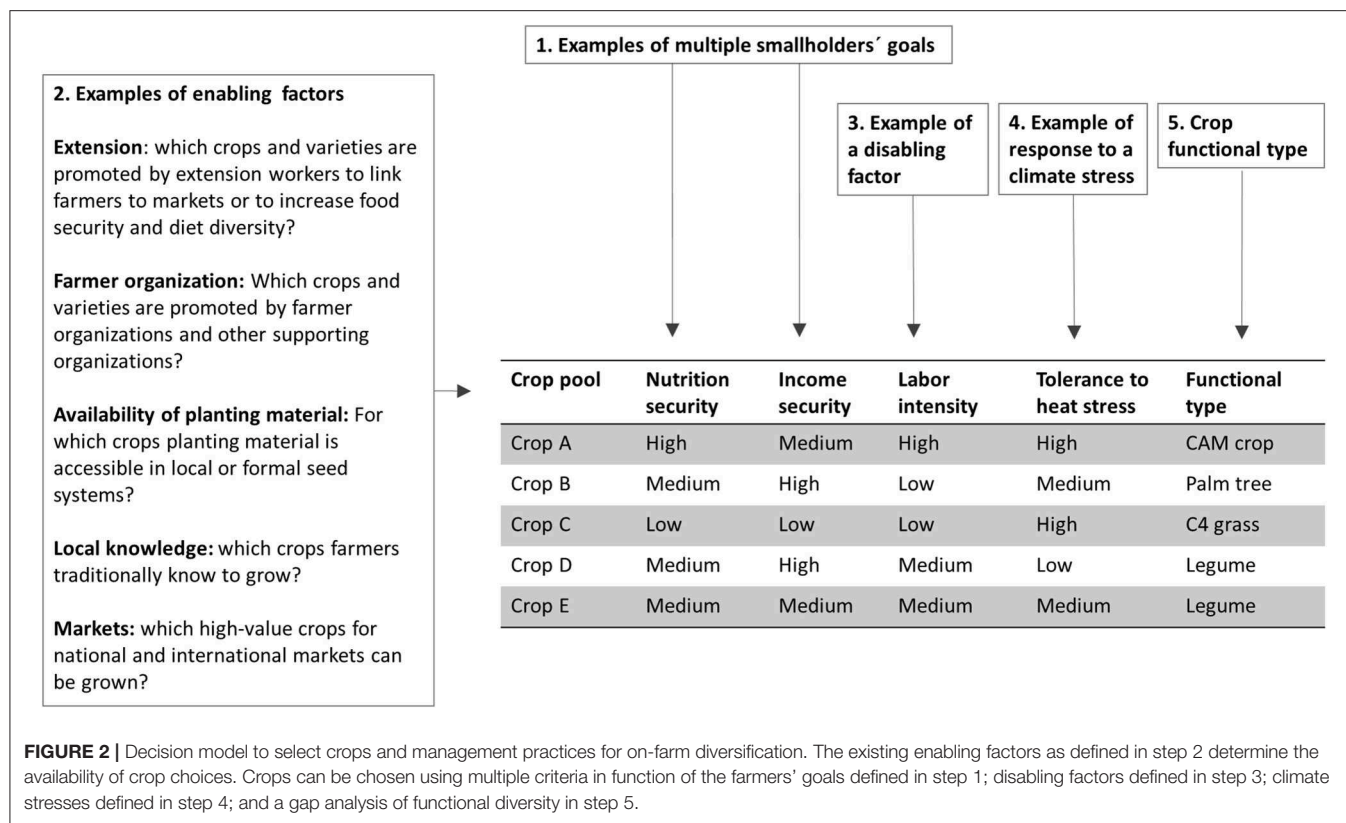 1. Examples of multiple smallholders´ goals
2. Examples of enabling factors
Extension: which crops and varieties are
promoted by extension workers to link
farmers to markets or to increase food
security and diet diversity?
Farmer organization: Which crops and
varieties are promoted by farmer
organizations and other supporting
organizations?
Availability of planting material: For
which crops planting material is
accessible in local or formal seed
systems?
Local knowledge: which crops farmers
traditionally know to grow?
Markets: which high-value crops for
national and international markets can
be grown?
3. Example of
a disabling
factor
4. Example of
response to a
climate stress
5. Crop
functional type
Crop pool Nutrition security Income security Labor intensity Tolerance to heat stress Functional type
Crop A High Medium High High CAM crop
Crop B Medium High Low Medium Palm tree
Crop C Low Low Low High C4 grass
Crop D Medium High Medium Low Legume
Crop E Medium Medium Medium Medium Legume
FIGURE 2 | Decision model to select crops and management practices for on-farm diversification. The existing enabling factors as defined in step 2 determine the
availability of crop choices. Crops can be chosen using multiple criteria in function of the farmers' goals defined in step 1; disabling factors defined in step 3; climate
stresses defined in step 4; and a gap analysis of functional diversity in step 5.